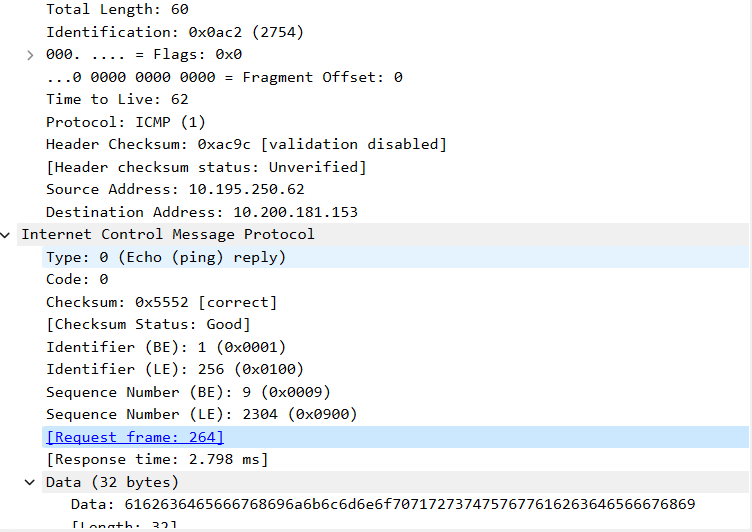 Total Length: 60
Identification: 0x0ac2 (2754)
000. .... = Flags: 0x0
...0 0000 0000 0000 = Fragment Offset: 0
Time to Live: 62
Protocol: ICMP (1)
Header Checksum: 0xac9c [validation disabled]
[Header checksum status: Unverified]
Source Address: 10.195.250.62
Destination Address: 10.200.181.153
Internet Control Message Protocol
Type: 0 (Echo (ping) reply)
Code: 0
Checksum: 0x5552 [correct]
[Checksum Status: Good]
Identifier (BE): 1 (0x0001)
Identifier (LE): 256 (0x0100)
Sequence Number (BE): 9 (0x0009)
Sequence Number (LE): 2304 (0x0900)
[Request frame: 264]
[Response time: 2.798 ms]
Data (32 bytes)
Data: 6162636465666768696a6b6c6d6e6f7071727374757677616263646566676869
[Length: 32]